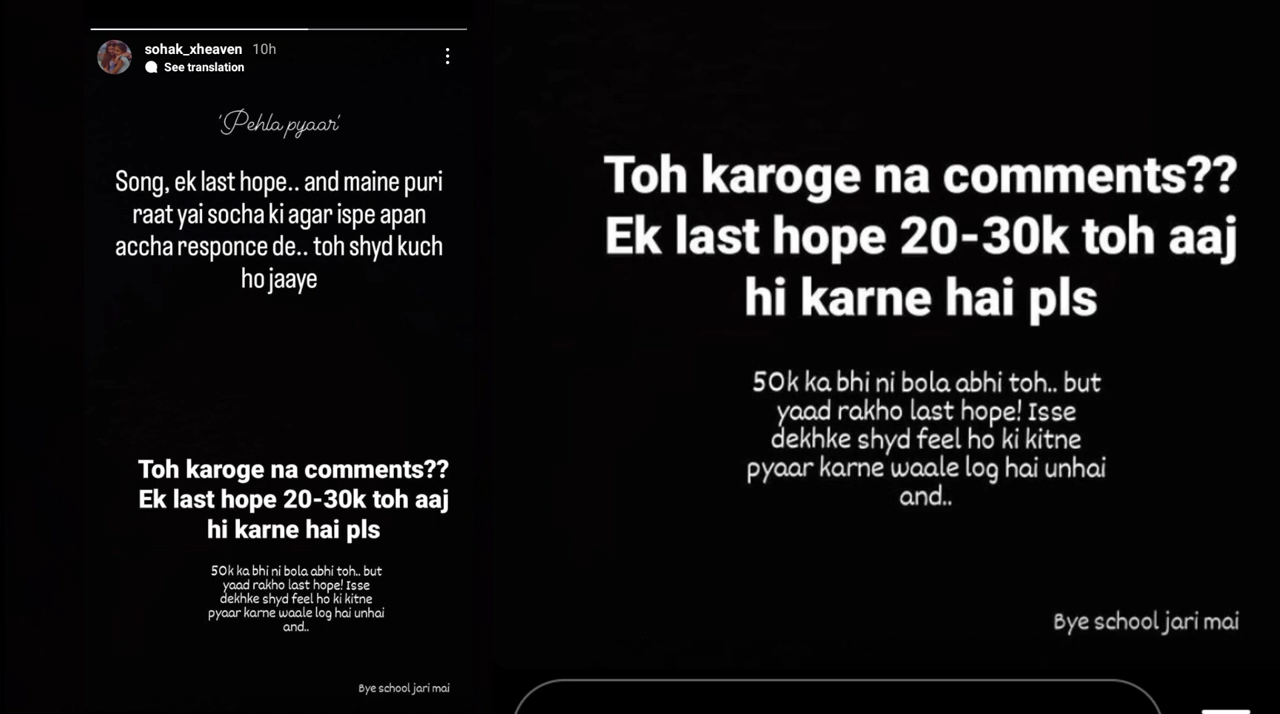 sohak_xheaven 10h
See translation
'Pehla pyaar'
Song, ek last hope.. and maine puri
raat yai socha ki agar ispe apan
accha responce de.. toh shyd kuch
ho jaaye
Toh karoge na comments??
Ek last hope 20-30k toh aaj
hi karne hai pls
50k ka bhi ni bola abhi toh.. but
yaad rakho last hope! Isse
dekhke shyd feel ho ki kitne
pyaar karne waale log hai unhai
and..
Bye school jari mai
Toh karoge na comments??
Ek last hope 20-30k toh aaj
hi karne hai pls
50k ka bhi ni bola abhi toh.. but
yaad rakho last hope! Isse
dekhke shyd feel ho ki kitne
pyaar karne waale log hai unhai
and..
Bye school jari mai